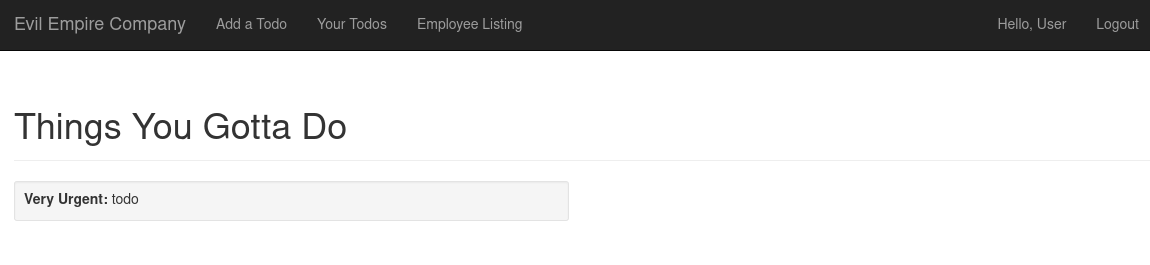 Evil Empire Company Add a Todo Your Todos Employee Listing Hello, User Logout
Things You Gotta Do
Very Urgent: todo